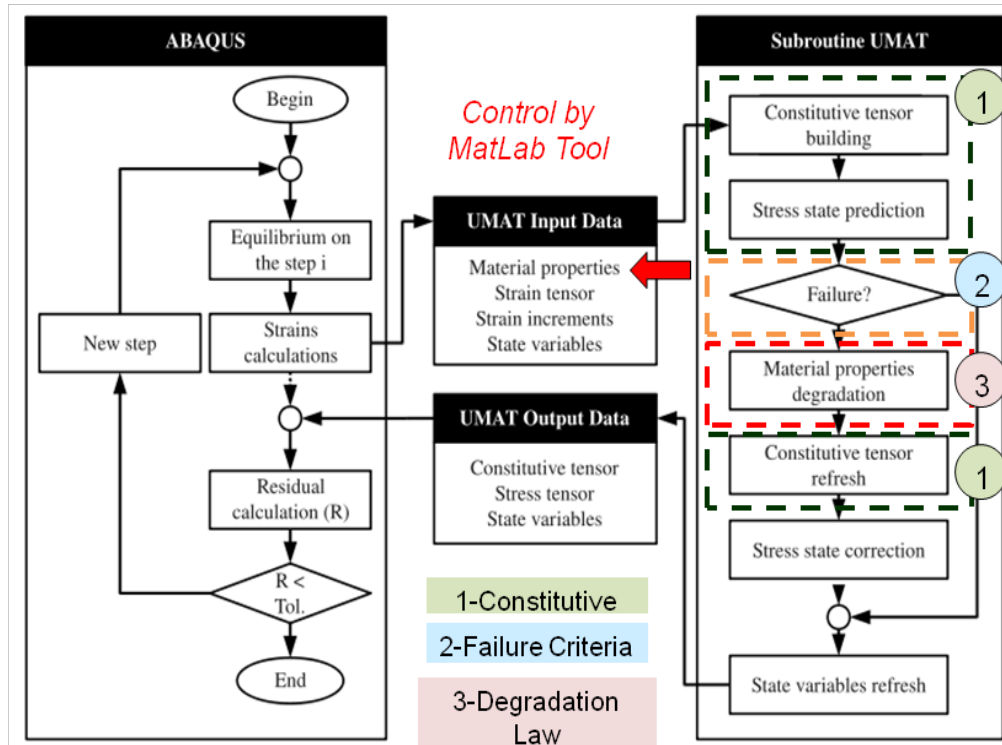 ABAQUS
Begin
Equilibrium on
the step i
Strains
calculations
New step
Residual
calculation (R)
R <
Tol.
End
Control by
MatLab Tool
UMAT Input Data
Material properties
Strain tensor
Strain increments
State variables
UMAT Output Data
Constitutive tensor
Stress tensor
State variables
1-Constitutive
2-Failure Criteria
3-Degradation
Law
Subroutine UMAT
1
Constitutive tensor
building
Stress state prediction
2
Failure?
3
Material properties
degradation
Constitutive tensor
refresh
1
Stress state correction
State variables refresh